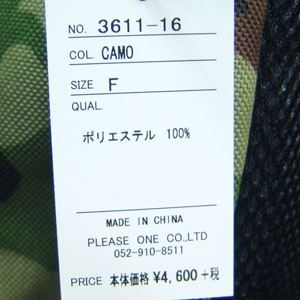 NO. 3611-16
COL. CAMO
SIZE F
QUAL.
ポリエステル 100%
MADE IN CHINA
PLEASE ONE CO.,LTD
052-910-8511
PRICE 本体価格 ¥4,600+税